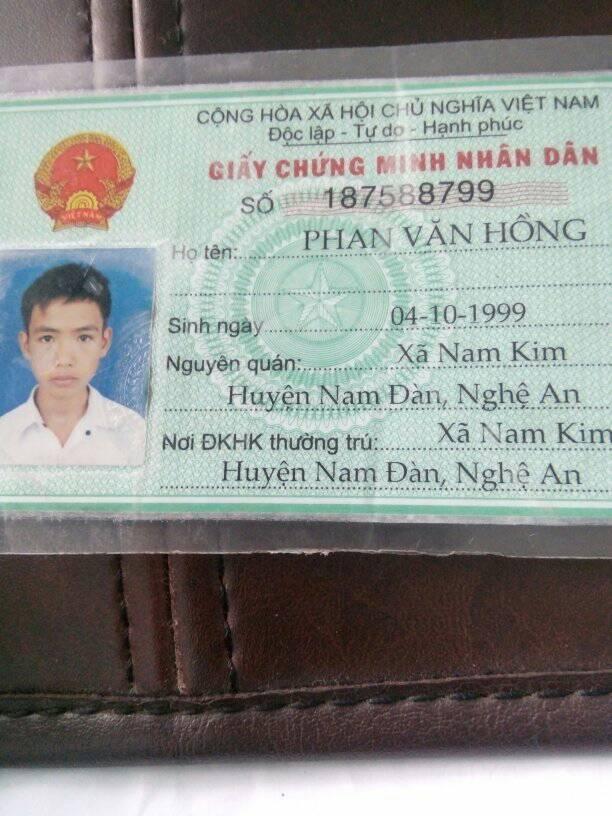 CỘNG HÒA XÃ HỘI CHỦ NGHĨA VIỆT NAM
Độc lập - Tự do - Hạnh phúc
GIẤY CHỨNG MINH NHÂN DÂN
SỐ 187588799
VIỆT NAM
Họ tên: PHAN VĂN HỒNG
Sinh ngày 04-10-1999
Nguyên quán: Xã Nam Kim
Huyện Nam Đàn, Nghệ An
Nơi ĐKHK thường trú: Xã Nam Kim
Huyện Nam Đàn, Nghệ An